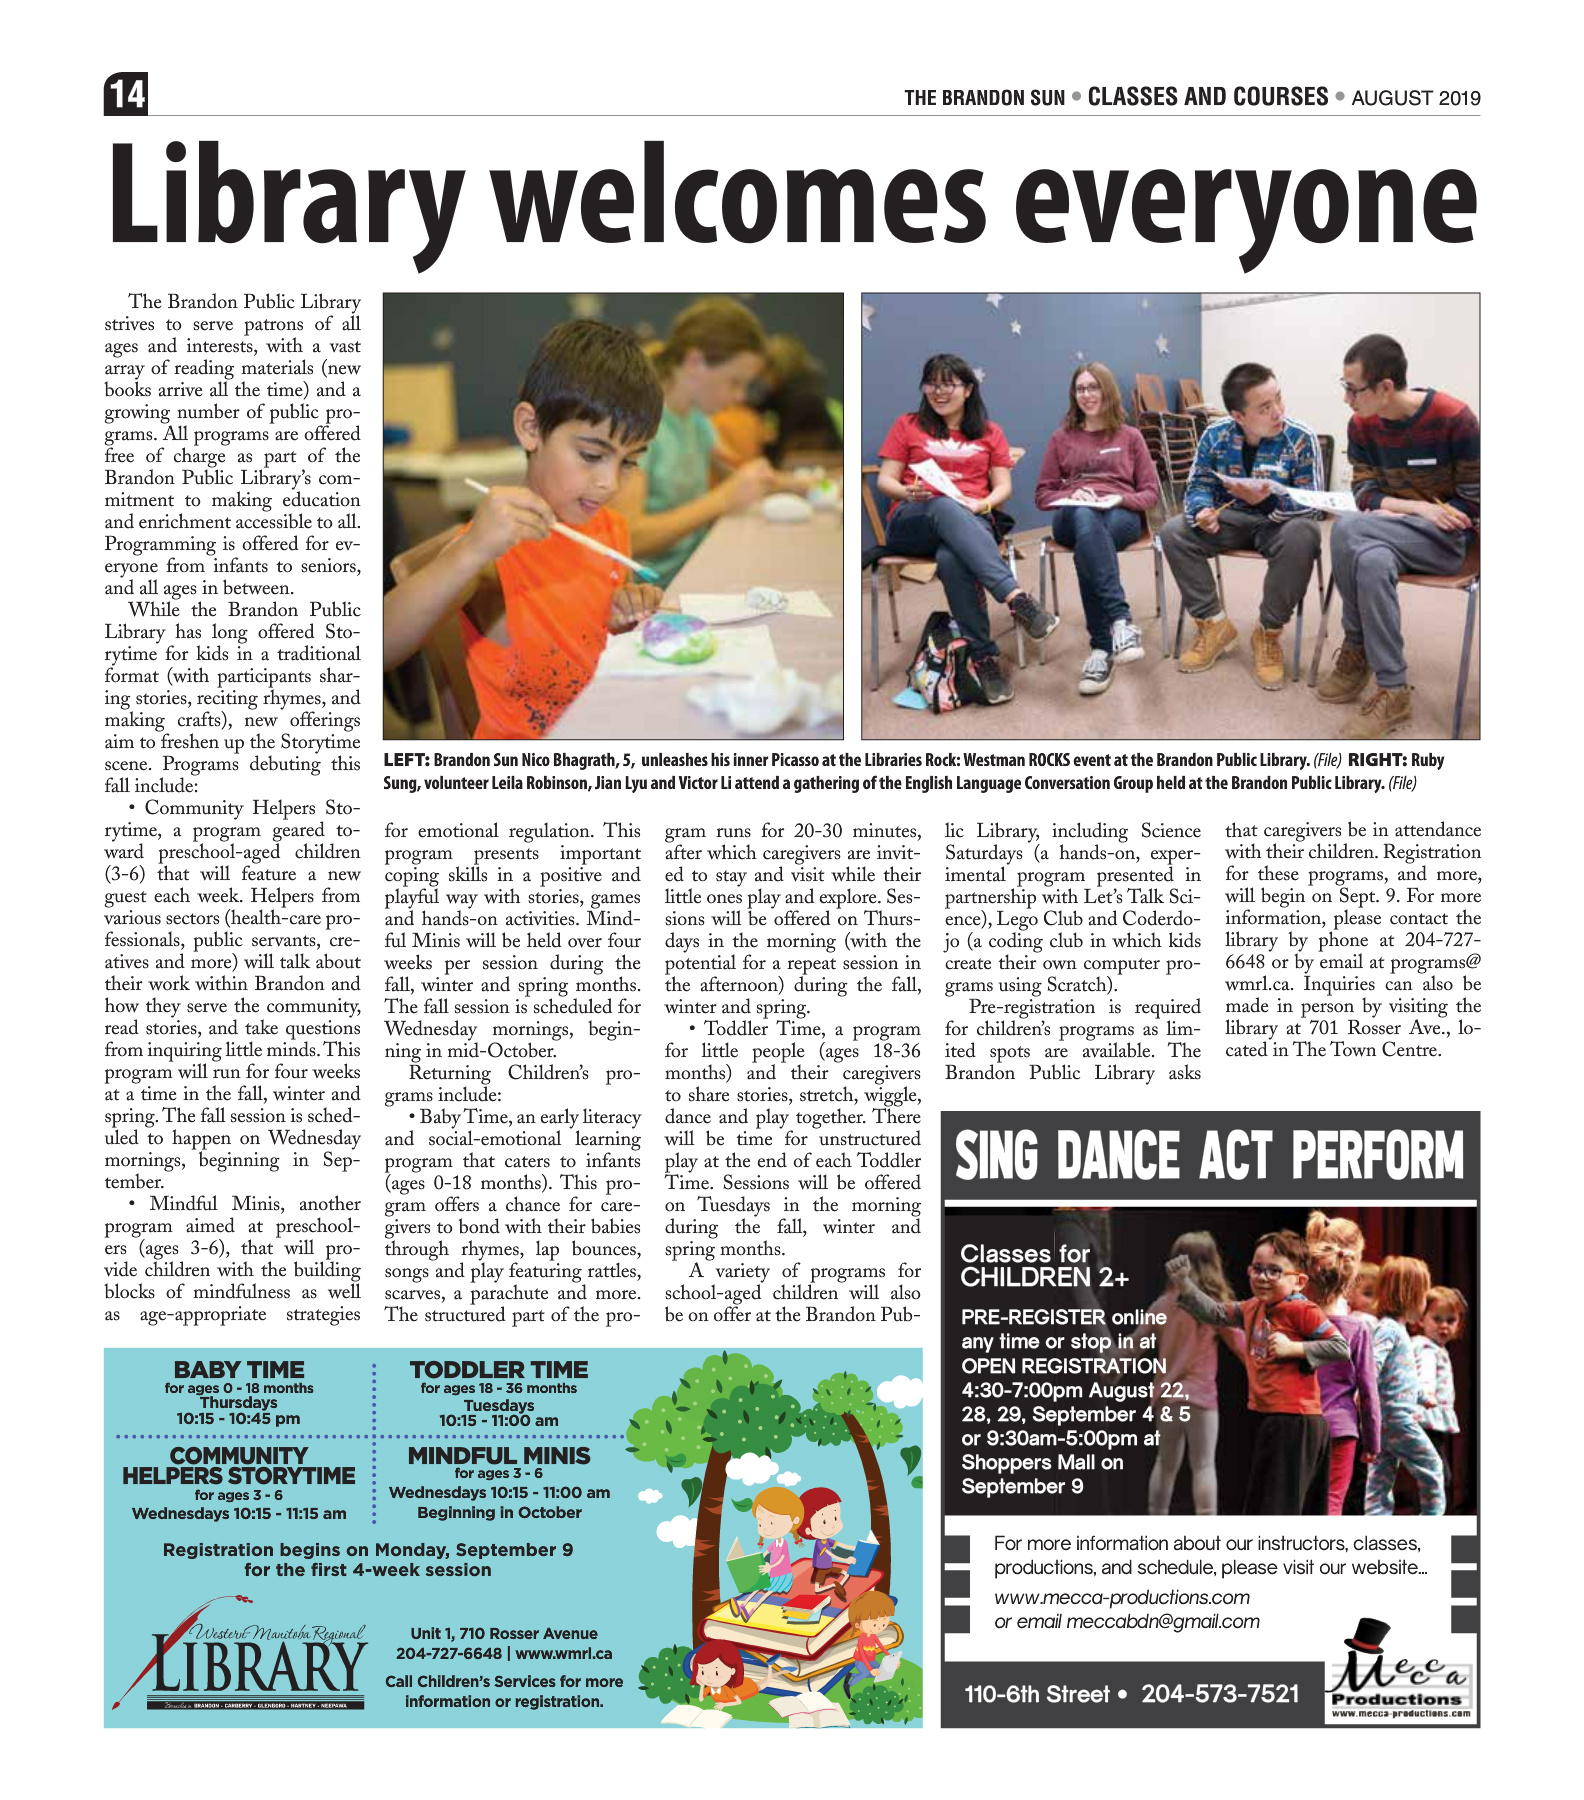 14
THE BRANDON SUN • CLASSES AND COURSES • AUGUST 2019
Library welcomes everyone
The Brandon Public Library
strives to serve patrons of all
ages and interests, with a vast
array of reading materials (new
books arrive all the time) and a
growing number of public pro-
grams. All programs are offered
free of charge as part of the
Brandon Public Library's com-
mitment to making education
and enrichment accessible to all.
Programming is offered for ev-
eryone from infants to seniors,
and all ages in between.
While the Brandon Public
Library has long offered Sto-
rytime for kids in a traditional
format (with participants shar-
ing stories, reciting rhymes, and
making crafts), new offerings
aim to freshen up the Storytime
scene. Programs debuting this
fall include:
• Community Helpers Sto-
rytime, a program geared to-
ward preschool-aged children
(3-6) that will feature a new
guest each week. Helpers from
various sectors (health-care pro-
fessionals, public servants, cre-
atives and more) will talk about
their work within Brandon and
how they serve the community,
read stories, and take questions
from inquiring little minds. This
program will run for four weeks
at a time in the fall, winter and
spring. The fall session is sched-
uled to happen on Wednesday
mornings, beginning in Sep-
tember.
• Mindful Minis, another
program aimed at preschool-
ers (ages 3-6), that will pro-
vide children with the building
blocks of mindfulness as well
as age-appropriate strategies
LEFT: Brandon Sun Nico Bhagrath, 5, unleashes his inner Picasso at the Libraries Rock: Westman ROCKS event at the Brandon Public Library. (File) RIGHT: Ruby
Sung, volunteer Leila Robinson, Jian Lyu and Victor Li attend a gathering of the English Language Conversation Group held at the Brandon Public Library. (File)
for emotional regulation. This
program presents important
coping skills in a positive and
playful way with stories, games
and hands-on activities. Mind-
ful Minis will be held over four
weeks per session during the
fall, winter and spring months.
The fall session is scheduled for
Wednesday mornings, begin-
ning in mid-October.
Returning Children's pro-
grams include:
• Baby Time, an early literacy
and social-emotional learning
program that caters to infants
(ages 0-18 months). This pro-
gram offers a chance for care-
givers to bond with their babies
through rhymes, lap bounces,
songs and play featuring rattles,
scarves, a parachute and more.
The structured part of the pro-
gram runs for 20-30 minutes,
after which caregivers are invit-
ed to stay and visit while their
little ones play and explore. Ses-
sions will be offered on Thurs-
days in the morning (with the
potential for a repeat session in
the afternoon) during the fall,
winter and spring.
• Toddler Time, a program
for little people (ages 18-36
months) and their caregivers
to share stories, stretch, wiggle,
dance and play together. There
will be time for unstructured
play at the end of each Toddler
Time. Sessions will be offered
on Tuesdays in the morning
during the fall, winter and
spring months.
A variety of programs for
school-aged children will also
be on offer at the Brandon Pub-
lic Library, including Science
Saturdays (a hands-on, exper-
imental program presented in
partnership with Let's Talk Sci-
ence), Lego Club and Coderdo-
jo (a coding club in which kids
create their own computer pro-
grams using Scratch).
Pre-registration is required
for children's programs as lim-
ited spots are available. The
Brandon Public Library asks
that caregivers be in attendance
with their children. Registration
for these programs, and more,
will begin on Sept. 9. For more
information, please contact the
library by phone at 204-727-
6648 or by email at programs@
wmrl.ca. Inquiries can also be
made in person by visiting the
library at 701 Rosser Ave., lo-
cated in The Town Centre.
BABY TIME
for ages 0 - 18 months
Thursdays
10:15 - 10:45 pm
TODDLER TIME
for ages 18 - 36 months
Tuesdays
10:15 - 11:00 am
COMMUNITY
HELPERS STORYTIME
for ages 3 - 6
Wednesdays 10:15 - 11:15 am
MINDFUL MINIS
for ages 3 - 6
Wednesdays 10:15 - 11:00 am
Beginning in October
Registration begins on Monday, September 9
for the first 4-week session
Western Manitoba Regional
LIBRARY
Branches in BRANDON - CARBERRY - GLENBORO - HARTNEY - NEEPAWA
Unit 1, 710 Rosser Avenue
204-727-6648 | www.wmrl.ca
Call Children's Services for more
information or registration.
SING DANCE ACT PERFORM
Classes for
CHILDREN 2+
PRE-REGISTER online
any time or stop in at
OPEN REGISTRATION
4:30-7:00pm August 22,
28, 29, September 4 & 5
or 9:30am-5:00pm at
Shoppers Mall on
September 9
For more information about our instructors, classes,
productions, and schedule, please visit our website...
www.mecca-productions.com
or email meccabdn@gmail.com
110-6th Street • 204-573-7521
Mecca
Productions
www.mecca-productions.com